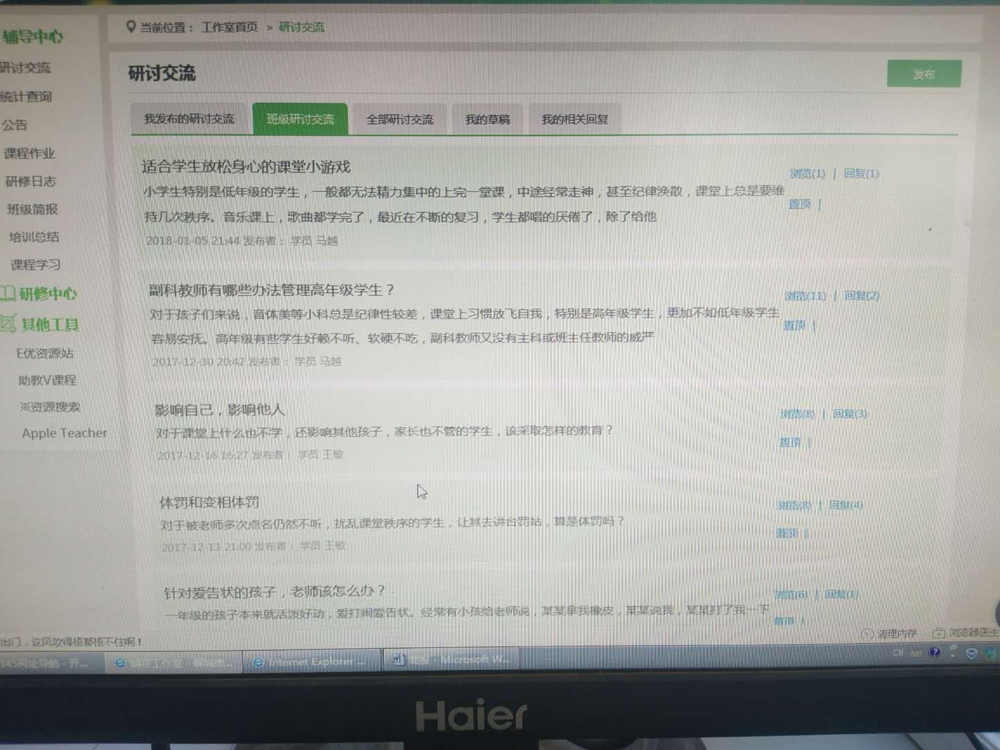 辅导中心
研讨交流
统计查询
公告
课程作业
研修日志
班级简报
培训总结
课程学习
研修中心
其他工具
E优资源站
助教V课程
※资源搜索
Apple Teacher
当前位置： 工作室首页 > 研讨交流
研讨交流
发布
我发布的研讨交流 班级研讨交流 全部研讨交流 我的草稿 我的相关回复
适合学生放松身心的课堂小游戏
浏览(1) | 回复(1)
小学生特别是低年级的学生，一般都无法精力集中的上完一堂课，中途经常走神，甚至纪律涣散，课堂上总是要维
置顶 |
持几次秩序。音乐课上，歌曲都学完了，最近在不断的复习，学生都唱的厌倦了，除了给他
2018-01-05 21:44 发布者： 学员 马越
副科教师有哪些办法管理高年级学生？
浏览(11) | 回复(2)
对于孩子们来说，音体美等小科总是纪律性较差，课堂上习惯放飞自我，特别是高年级学生，更加不如低年级学生
置顶 |
容易安抚。高年级有些学生好赖不听、软硬不吃，副科教师又没有主科或班主任教师的威严
2017-12-30 20:42 发布者： 学员 马越
影响自己，影响他人
浏览(8) | 回复(3)
对于课堂上什么也不学，还影响其他孩子，家长也不管的学生，该采取怎样的教育？
置顶 |
2017-12-16 16:27 发布者： 学员 王敏
体罚和变相体罚
浏览(8) | 回复(4)
对于被老师多次点名仍然不听，扰乱课堂秩序的学生，让其去讲台罚站，算是体罚吗？
置顶 |
2017-12-13 21:00 发布者： 学员 王敏
针对爱告状的孩子，老师该怎么办？
浏览(6) | 回复(1)
一年级的孩子本来就活泼好动，爱打闹爱告状。经常有小孩给老师说，某某拿我橡皮，某某说我，某某打了我一下
置顶 |
出门，这风吹得捂都捂不住啊！
清理内存 浏览器医生
Internet Explorer ...
- Microsoft W...
CH
Haier